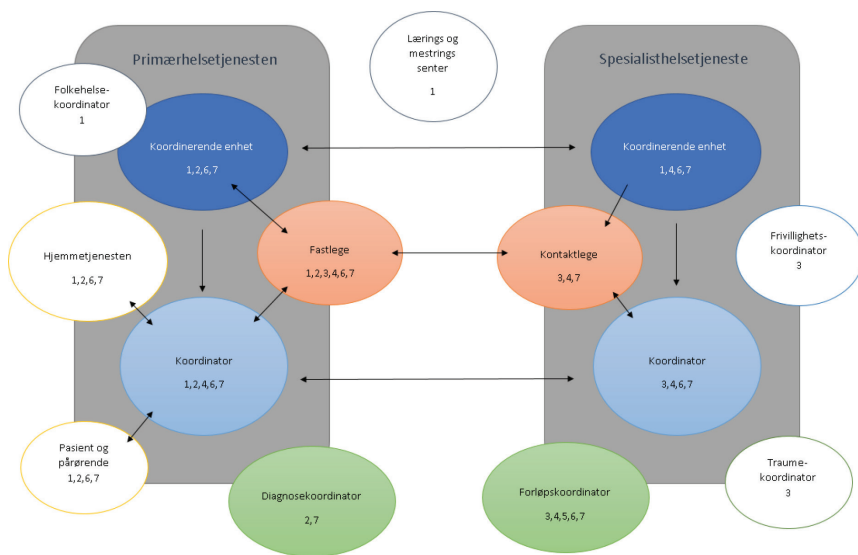 Primærhelsetjenesten
Lærings og
mestrings
senter
1
Spesialisthelsetjeneste
Folkehelse-
koordinator
1
Koordinerende enhet
1,2,6,7
Koordinerende enhet
1,4,6,7
Hjemmetjenesten
1,2,6,7
Fastlege
1,2,3,4,6,7
Kontaktlege
3,4,7
Frivillighets-
koordinator
3
Koordinator
1,2,4,6,7
Koordinator
3,4,6,7
Pasient og
pårørende
1,2,6,7
Diagnosekoordinator
2,7
Forløpskoordinator
3,4,5,6,7
Traume-
koordinator
3